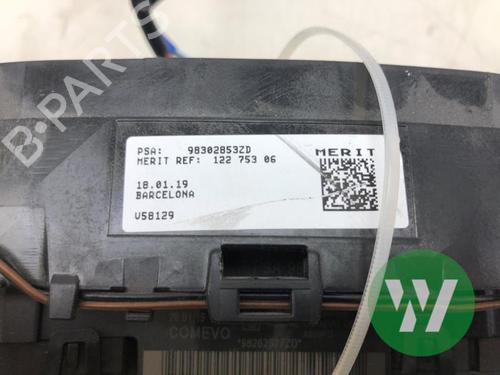 B-PARTS
PSA: 98302853ZD
MERIT REF: 122 753 06
18.01.19
BARCELONA
V58129
MERIT
W
COMEVO